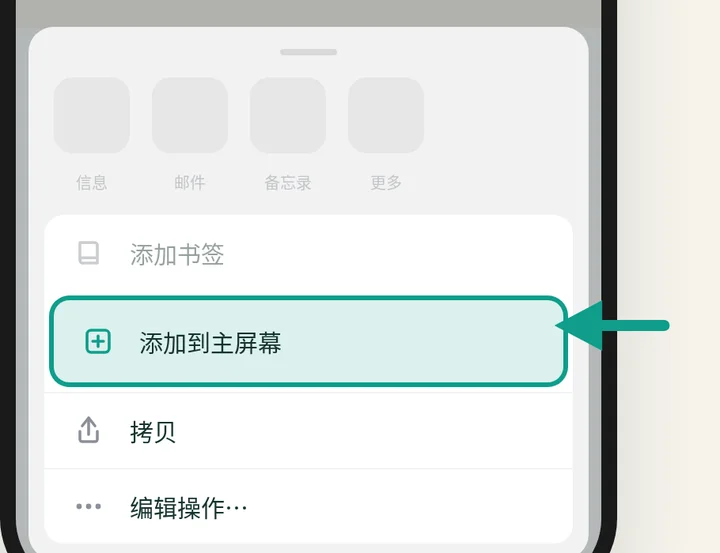 信息 邮件 备忘录 更多
添加书签
添加到主屏幕
拷贝
编辑操作…